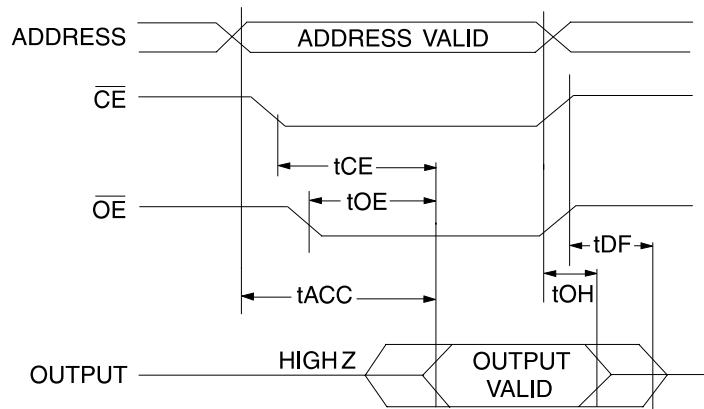 ADDRESS
ADDRESS VALID
CE
tCE
tOE
OE
tDF
tACC
tOH
HIGH Z
OUTPUT
OUTPUT
VALID